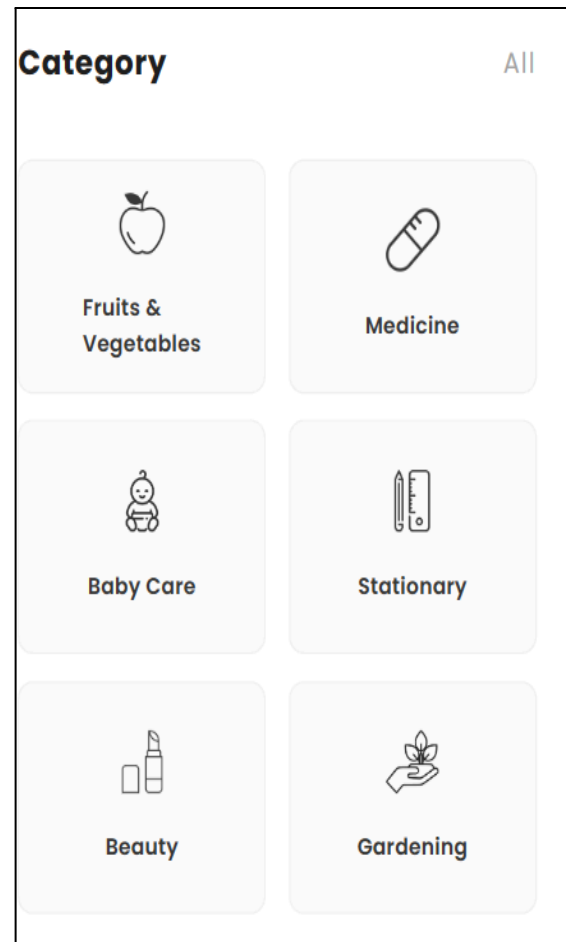 Category
All
Fruits &
Vegetables
Medicine
Baby Care
Stationary
Beauty
Gardening